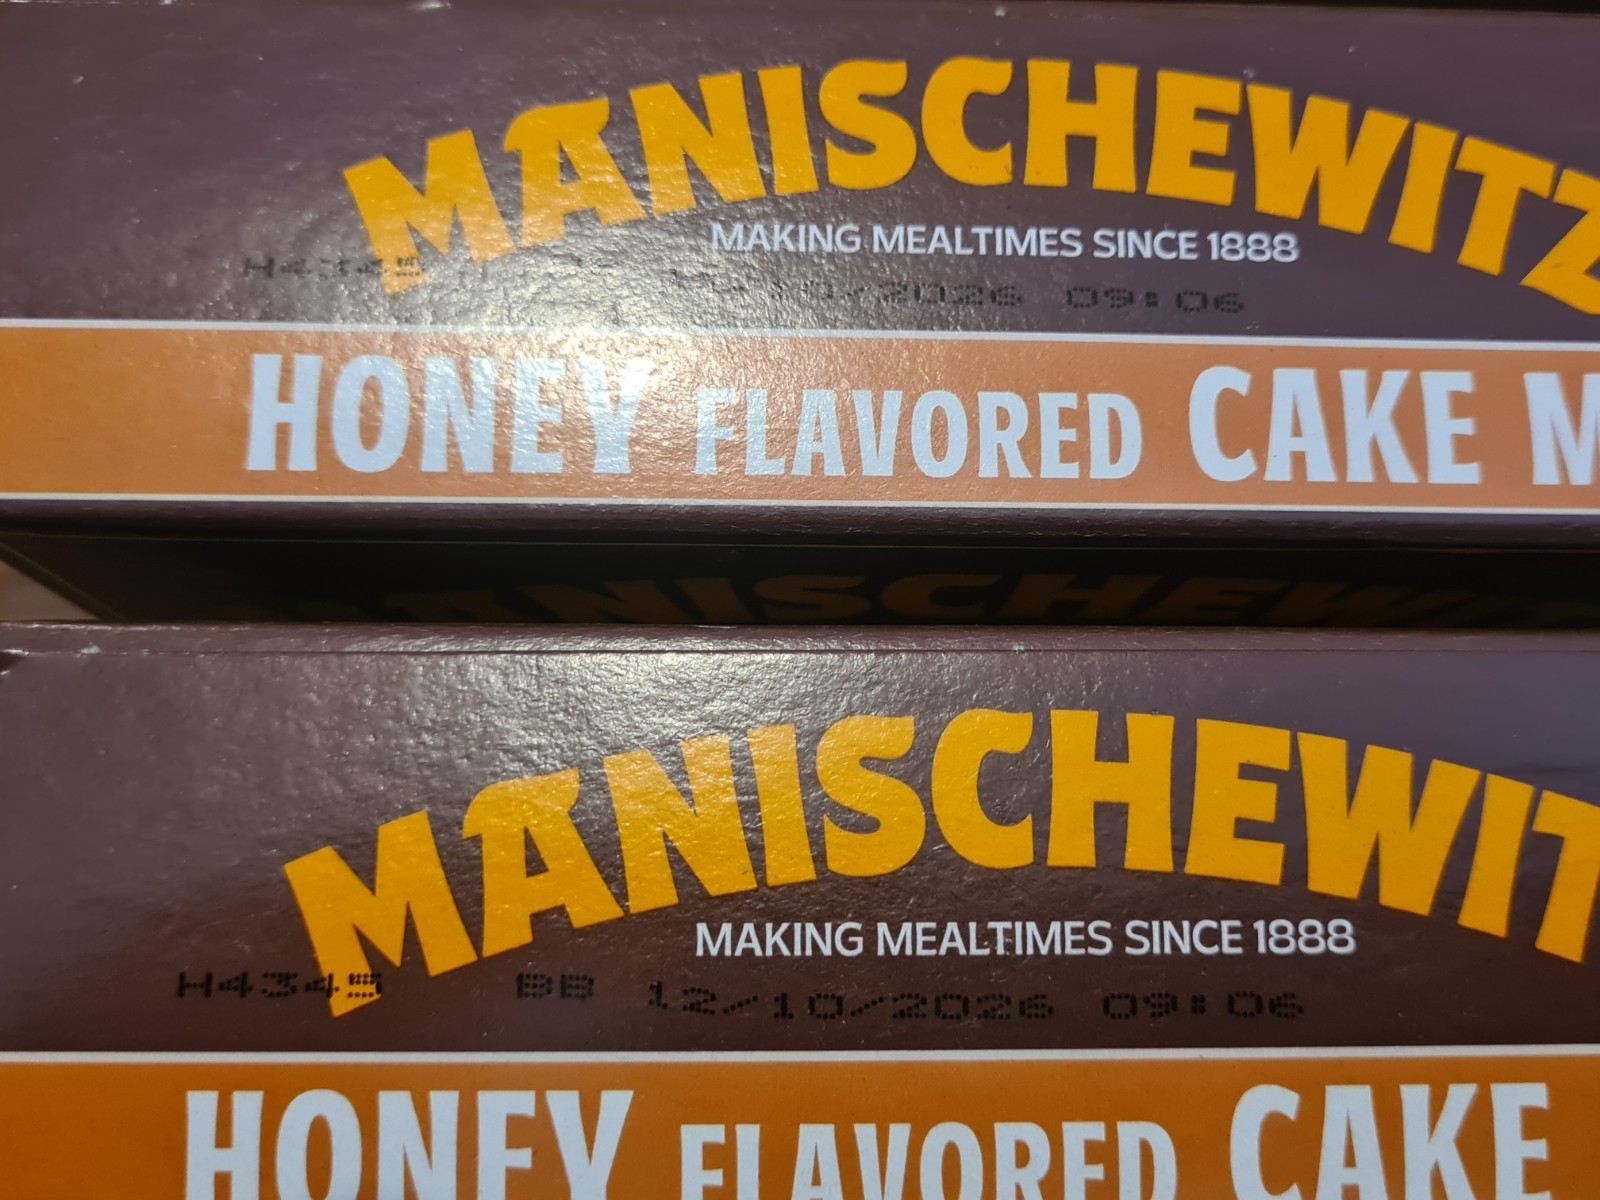 MANISCHEWITZ
MAKING MEALTIMES SINCE 1888
H4345 10/2026 09:06
HONEY FLAVORED CAKE M
MANISCHEWIT
MAKING MEALTIMES SINCE 1888
H4345 BB 12/10/2026 09:06
HONEY FLAVORED CAKE